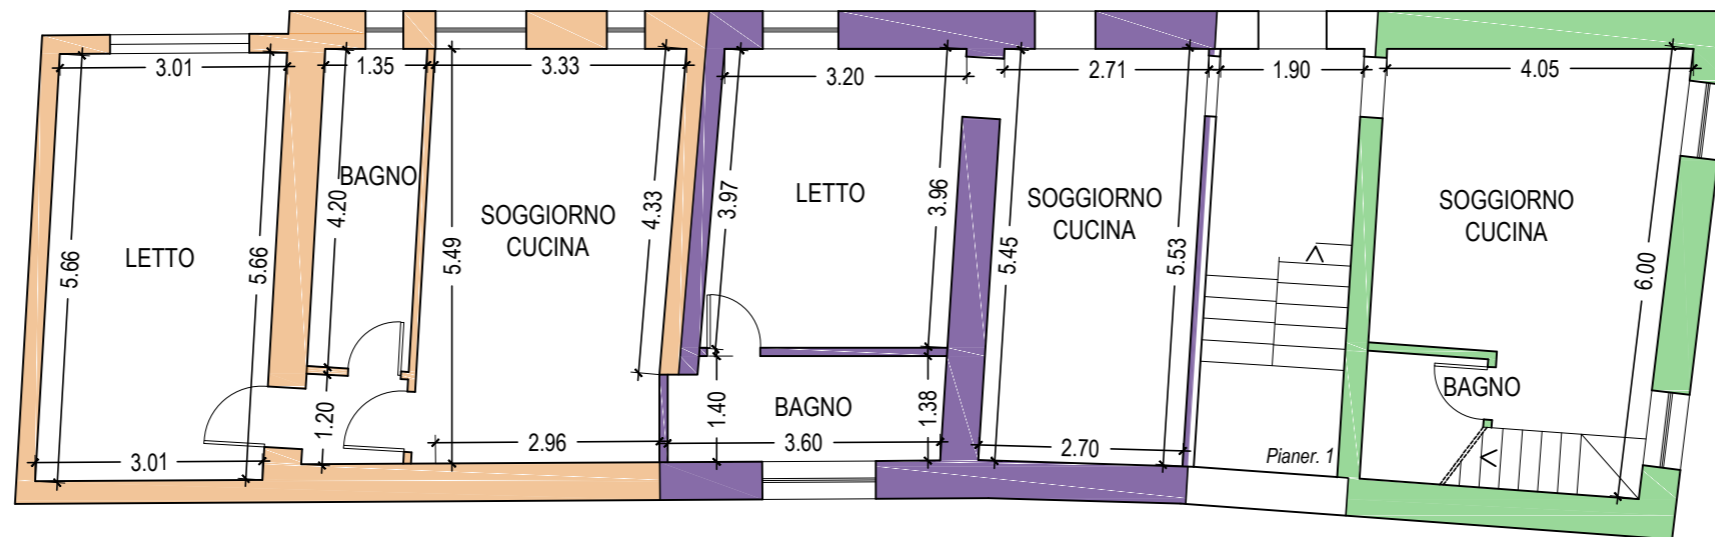 3.01
1.35
3.33
3.20
2.71
1.90
4.05
BAGNO
LETTO
SOGGIORNO
CUCINA
SOGGIORNO
CUCINA
SOGGIORNO
CUCINA
4.20
4.33
3.97
3.96
5.49
5.45
5.53
6.00
LETTO
5.66
5.66
BAGNO
BAGNO
1.20
1.40
1.38
2.96
3.60
2.70
3.01
Pianer. 1